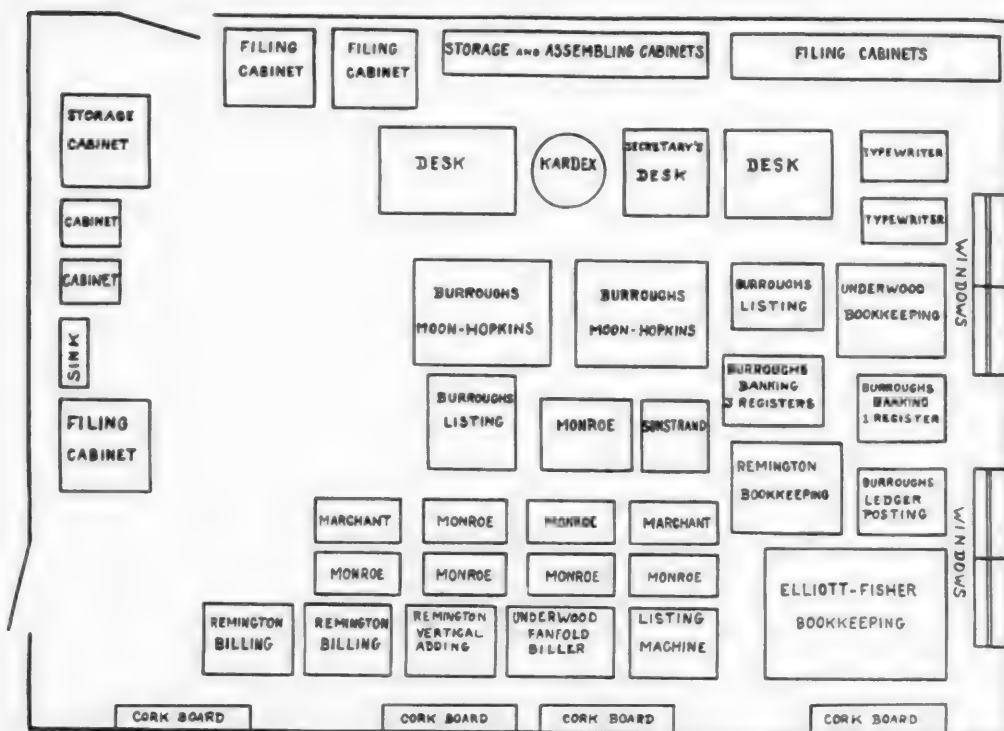 FILING
CABINET
FILING
CABINET
STORAGE AND ASSEMBLING CABINETS
FILING CABINETS
STORAGE
CABINET
DESK
KARDEX
SECRETARY'S
DESK
DESK
TYPEWRITER
CABINET
TYPEWRITER
CABINET
BURROUGHS
MOON-HOPKINS
BURROUGHS
MOON-HOPKINS
BURROUGHS
LISTING
UNDERWOOD
BOOKKEEPING
WINDOWS
SINK
BURROUGHS
LISTING
MONROE
SUNSTRAND
BURROUGHS
BANKING
3 REGISTERS
BURROUGHS
BANKING
1 REGISTER
FILING
CABINET
REMINGTON
BOOKKEEPING
BURROUGHS
LEDGER
POSTING
WINDOWS
MARCHANT
MONROE
MONROE
MARCHANT
MONROE
MONROE
MONROE
MONROE
ELLIOTT-FISHER
BOOKKEEPING
REMINGTON
BILLING
REMINGTON
BILLING
REMINGTON
VERTICAL
ADDING
UNDERWOOD
FANFOLD
BILLER
LISTING
MACHINE
CORK BOARD
CORK BOARD
CORK BOARD
CORK BOARD